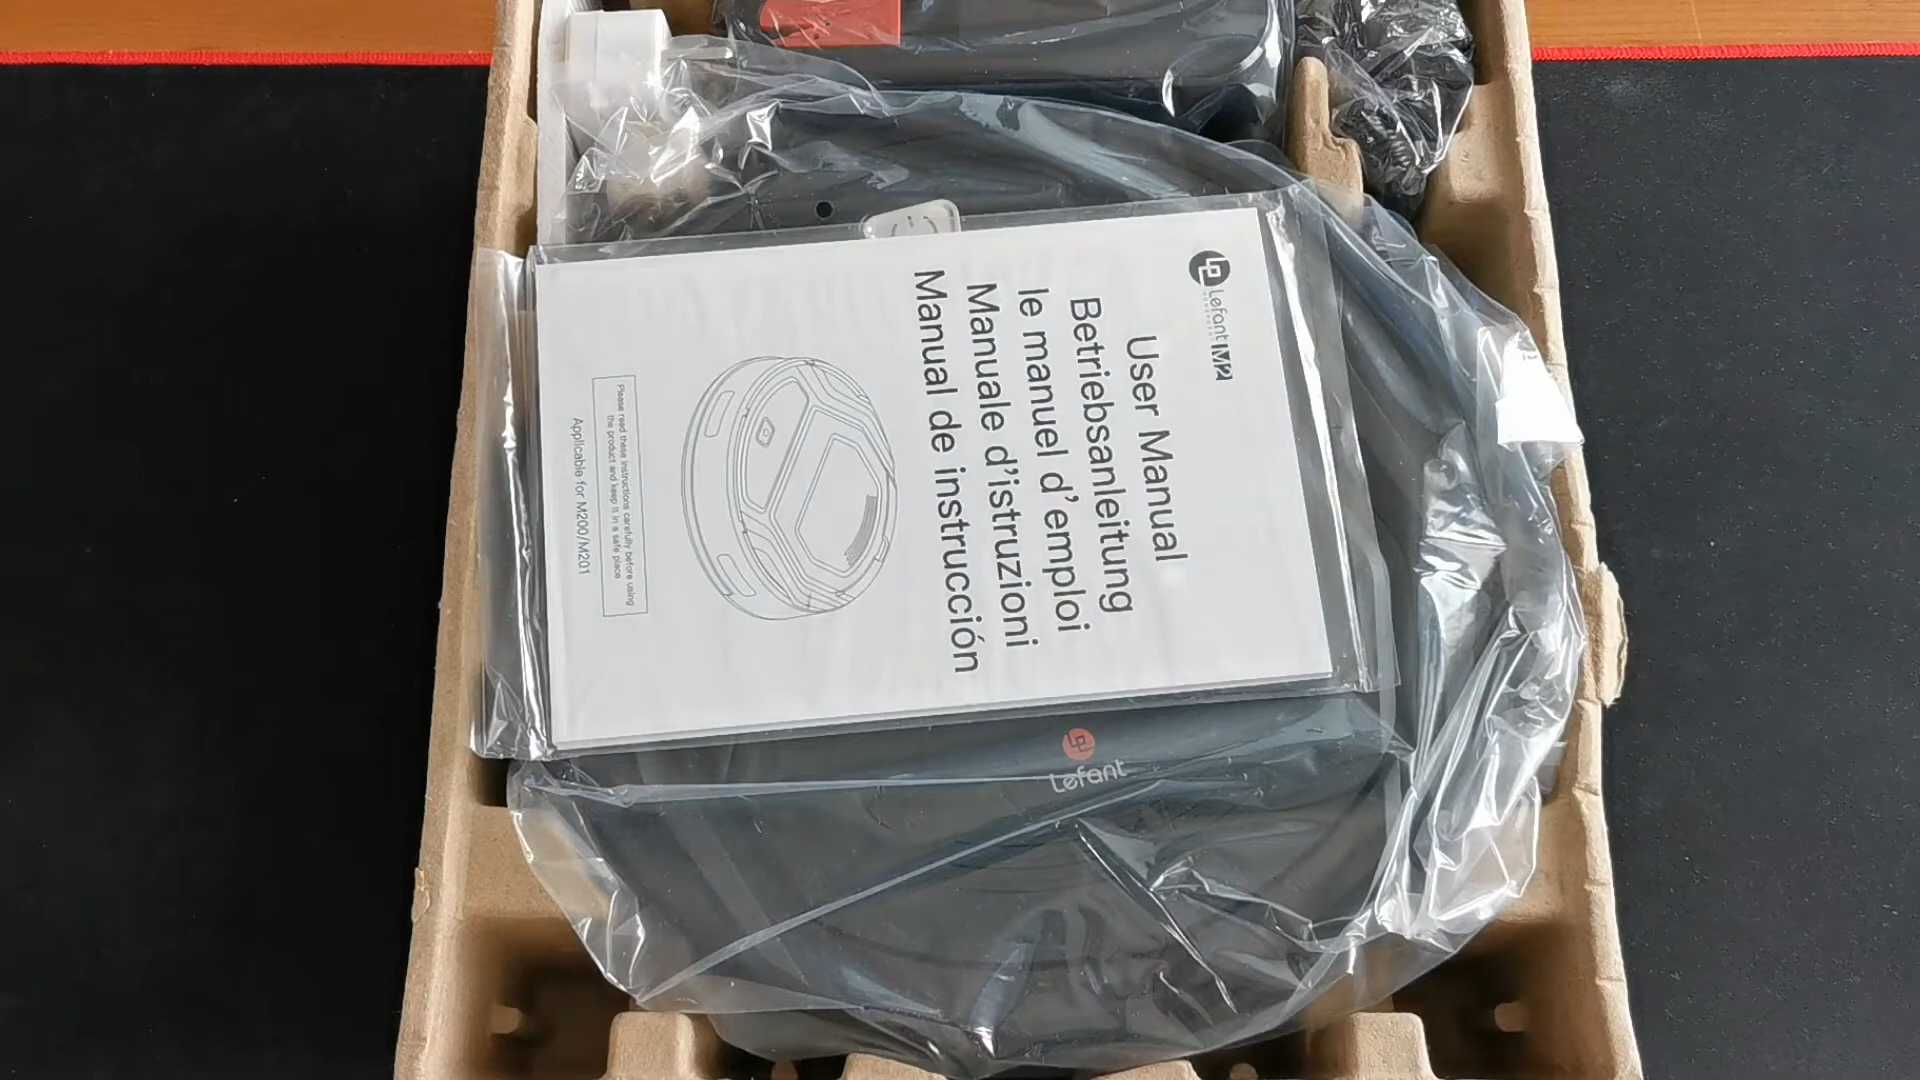 Lefant M2
User Manual
Betriebsanleitung
le manuel d'emploi
Manuale d'istruzioni
Manual de instrucción
Please read these instructions carefully before using
the product and keep it in a safe place
Applicable for M200/M201
Lefant